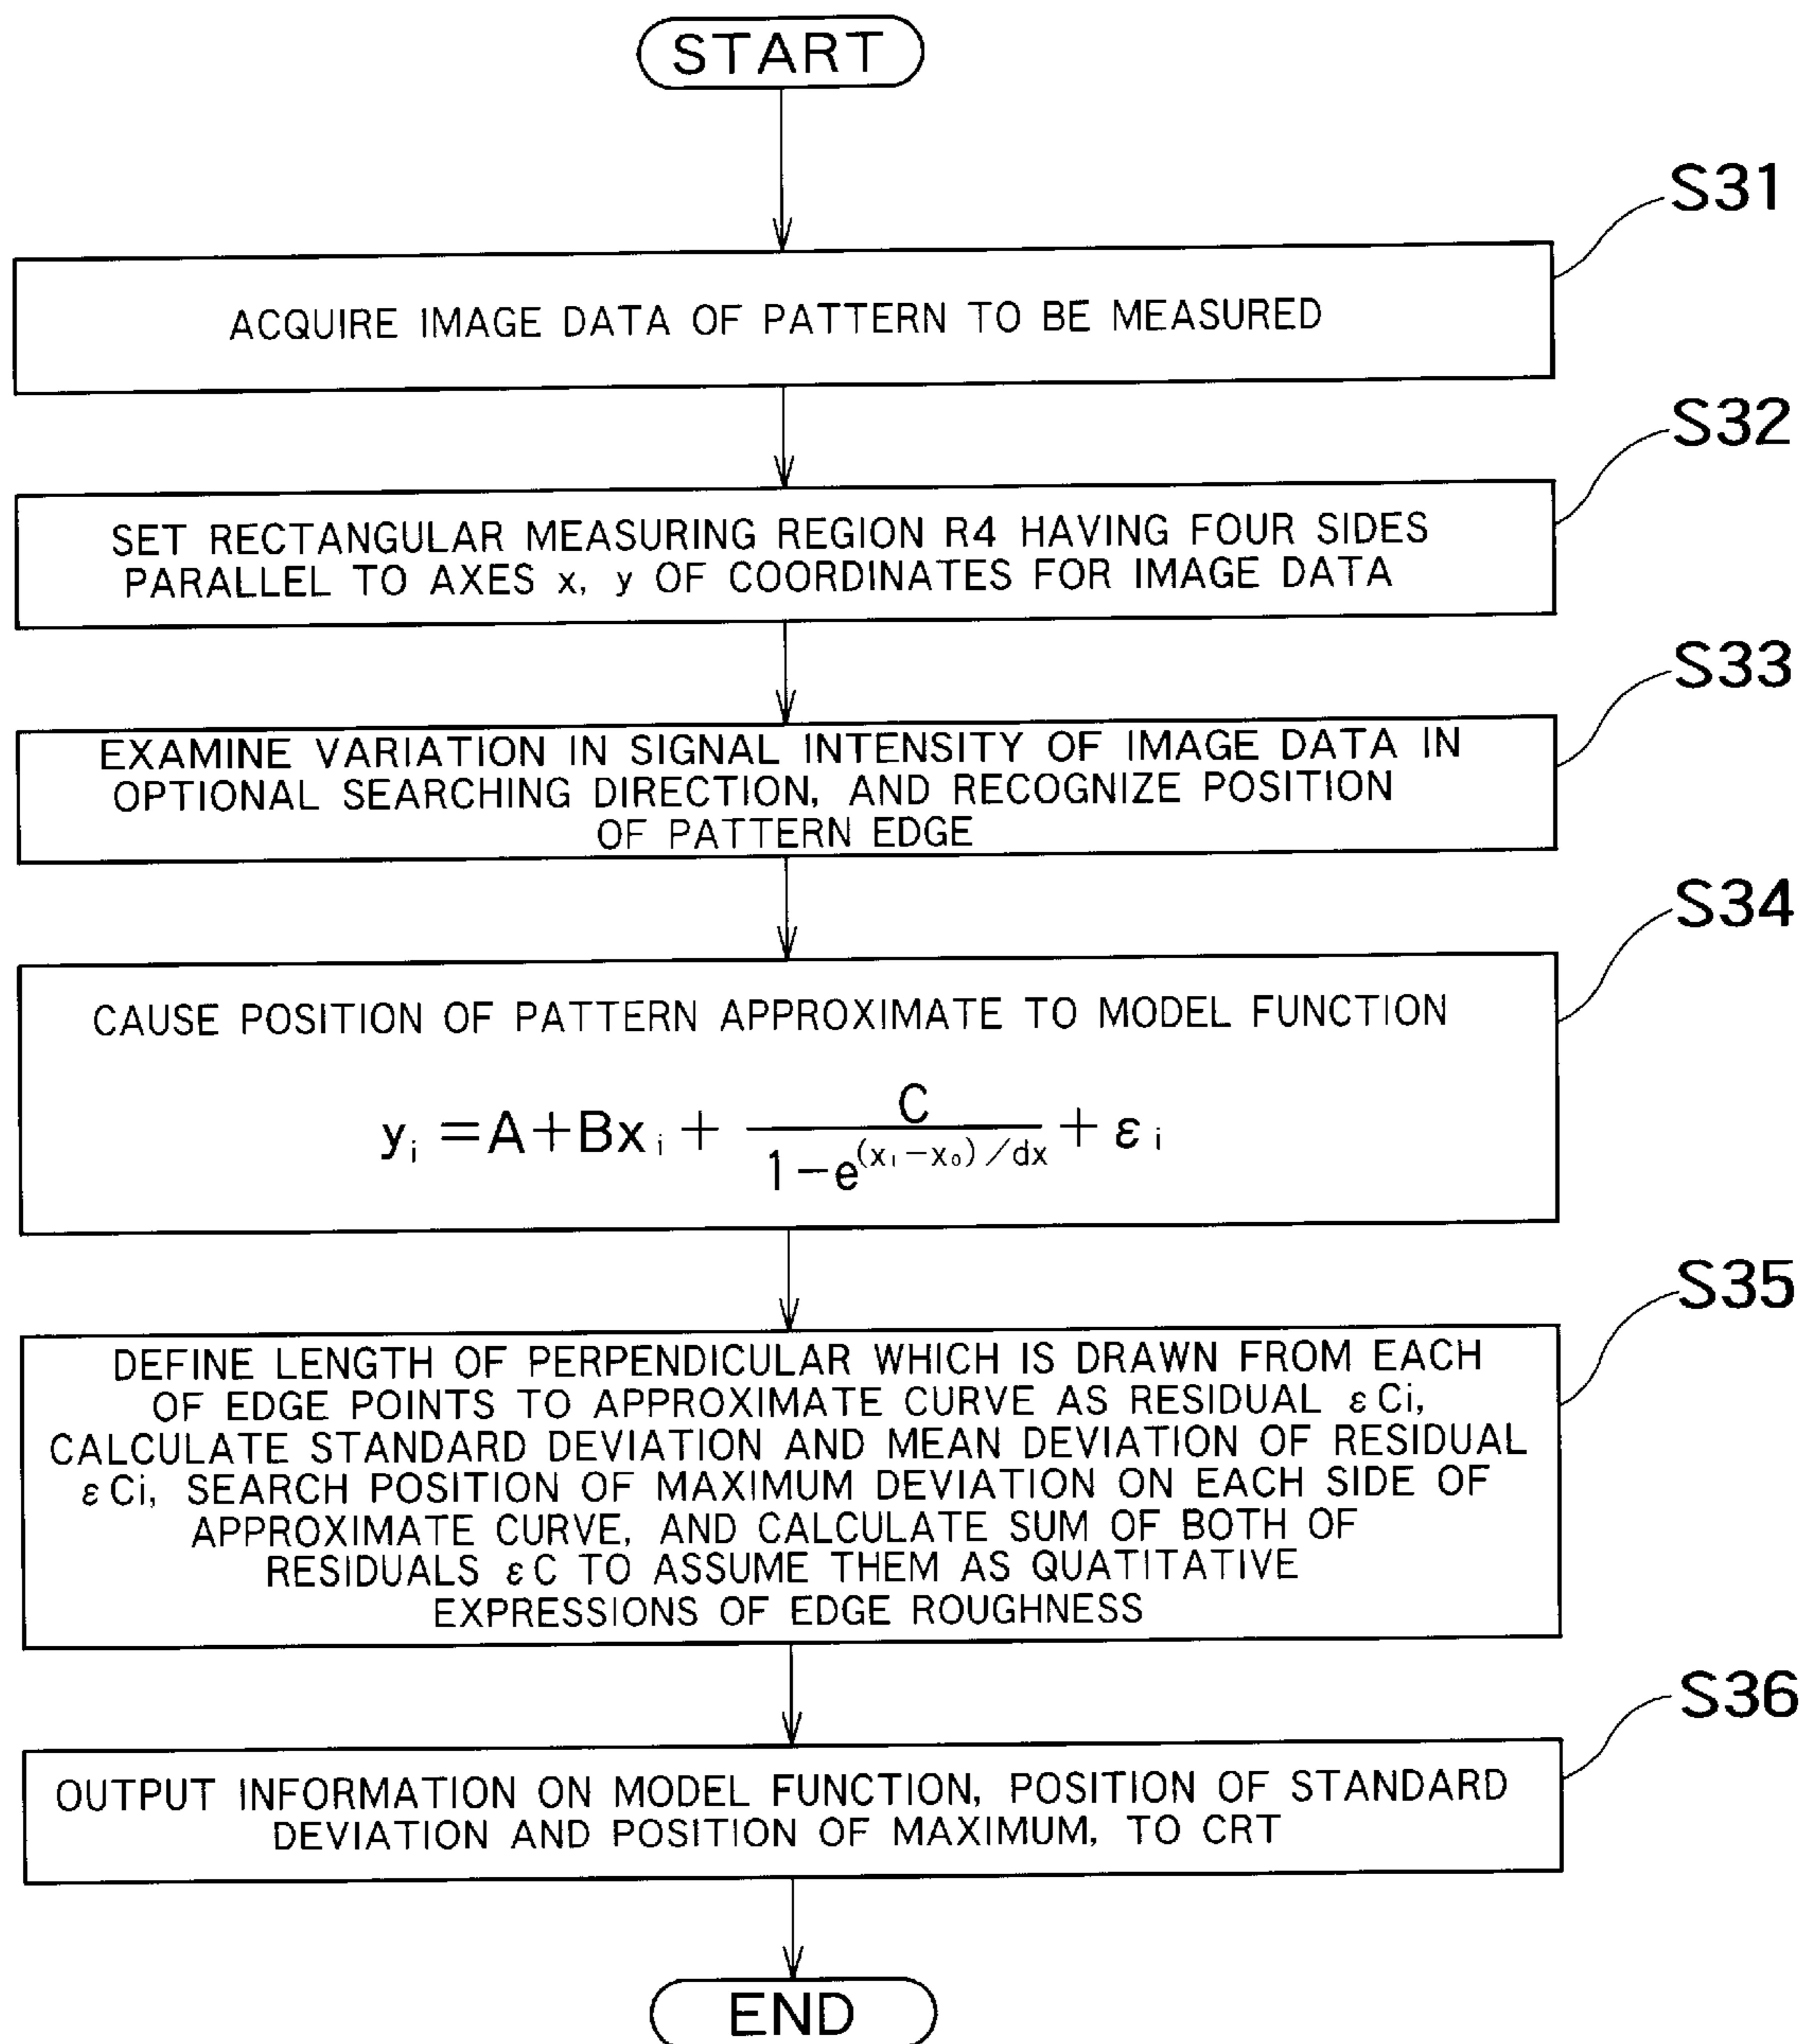 START
S31
ACQUIRE IMAGE DATA OF PATTERN TO BE MEASURED
S32
SET RECTANGULAR MEASURING REGION R4 HAVING FOUR SIDES
PARALLEL TO AXES x, y OF COORDINATES FOR IMAGE DATA
S33
EXAMINE VARIATION IN SIGNAL INTENSITY OF IMAGE DATA IN
OPTIONAL SEARCHING DIRECTION, AND RECOGNIZE POSITION
OF PATTERN EDGE
S34
CAUSE POSITION OF PATTERN APPROXIMATE TO MODEL FUNCTION
y_i = A+Bx_i + C/(1-e^((x_i-x_0)/dx)) + ε_i
S35
DEFINE LENGTH OF PERPENDICULAR WHICH IS DRAWN FROM EACH
OF EDGE POINTS TO APPROXIMATE CURVE AS RESIDUAL εCi,
CALCULATE STANDARD DEVIATION AND MEAN DEVIATION OF RESIDUAL
εCi, SEARCH POSITION OF MAXIMUM DEVIATION ON EACH SIDE OF
APPROXIMATE CURVE, AND CALCULATE SUM OF BOTH OF
RESIDUALS εC TO ASSUME THEM AS QUATITATIVE
EXPRESSIONS OF EDGE ROUGHNESS
S36
OUTPUT INFORMATION ON MODEL FUNCTION, POSITION OF STANDARD
DEVIATION AND POSITION OF MAXIMUM, TO CRT
END